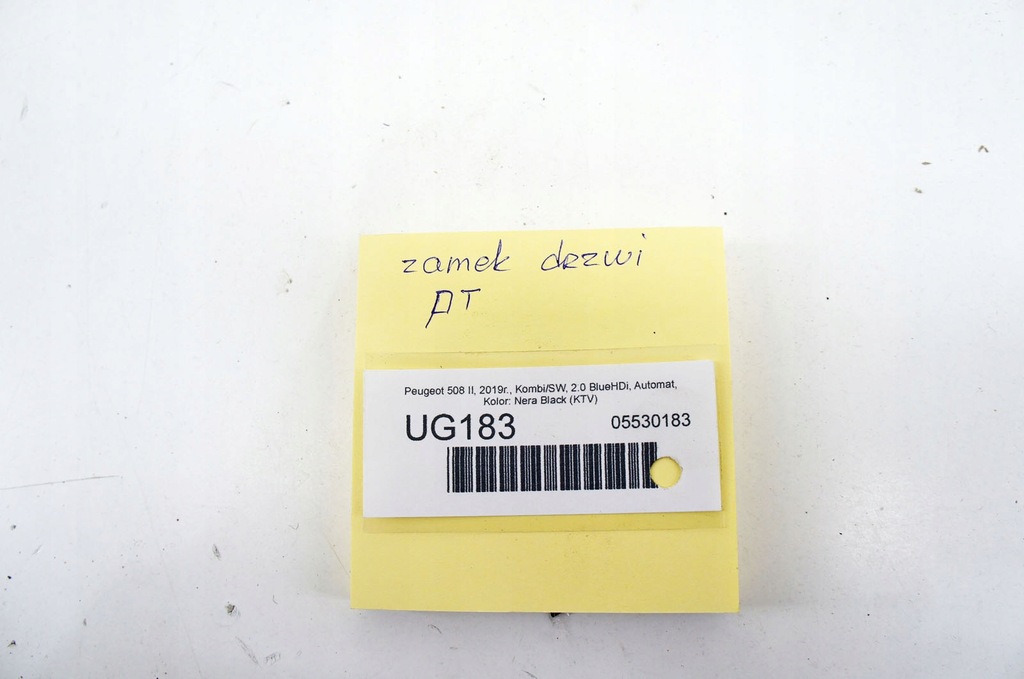 zamek drzwi
PT
Peugeot 508 II, 2019r., Kombi/SW, 2.0 BlueHDi, Automat,
Kolor: Nera Black (KTV)
UG183 05530183